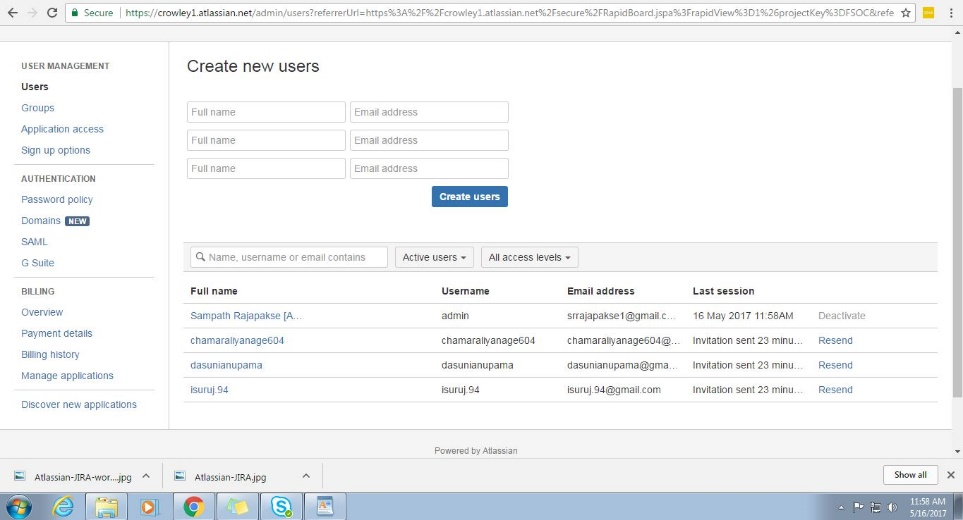 Secure https://crowley1.atlassian.net/admin/users?referrerUrl=https%3A%2F%2Fcrowley1.atlassian.net%2Fsecure%2FRapidBoard.jspa%3FrapidView%3D1%26projectKey%3DFSOC&refe
USER MANAGEMENT
Users
Groups
Application access
Sign up options
AUTHENTICATION
Password policy
Domains NEW
SAML
G Suite
BILLING
Overview
Payment details
Billing history
Manage applications
Discover new applications
Create new users
Full name Email address
Full name Email address
Full name Email address
Create users
Name, username or email contains Active users All access levels
Full name Username Email address Last session
Sampath Rajapakse [A... admin srrajapakse1@gmail.c... 16 May 2017 11:58AM Deactivate
chamaraliyanage604 chamaraliyanage604 chamaraliyanage604@... Invitation sent 23 minu... Resend
dasunianupama dasunianupama dasunianupama@gma... Invitation sent 23 minu... Resend
isuruj.94 isuruj.94 isuruj.94@gmail.com Invitation sent 23 minu... Resend
Powered by Atlassian
Atlassian-JIRA-wor....jpg Atlassian-JIRA.jpg Show all
11:58 AM
5/16/2017